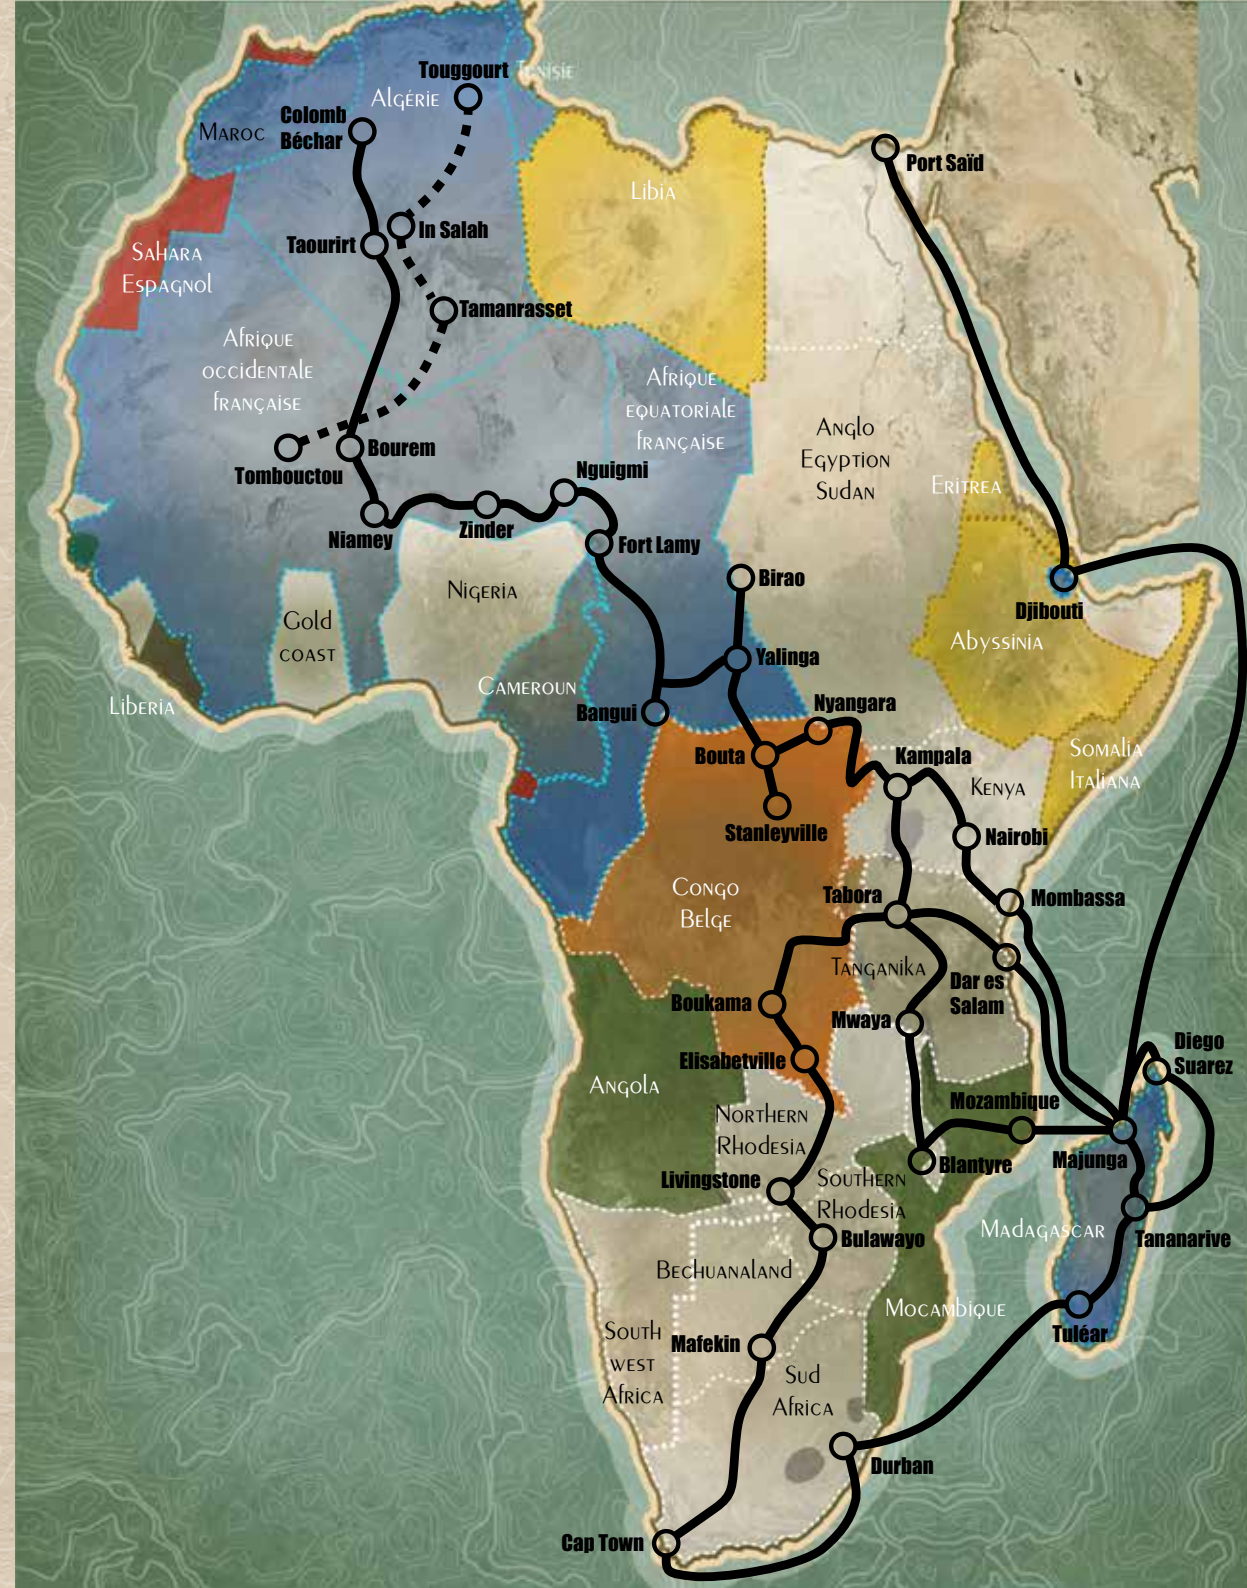 Touggourt
Tunisie
Algérie
Colomb
Béchar
Maroc
Port Saïd
Libia
In Salah
Taourirt
Sahara
Espagnol
Tamanrasset
Afrique
occidentale
française
Afrique
equatoriale
française
Anglo
Egyption
Sudan
Eritrea
Bourem
Tombouctou
Nguigmi
Zinder
Niamey
Fort Lamy
Birao
Nigeria
Djibouti
Gold
coast
Abyssinia
Yalinga
Cameroun
Liberia
Bangui
Nyangara
Bouta
Kampala
Somalia
Italiana
Kenya
Stanleyville
Nairobi
Congo
Belge
Tabora
Mombassa
Tanganika
Dar es
Salam
Boukama
Mwaya
Diego
Suarez
Elisabetville
Angola
Mozambique
Northern
Rhodesia
Blantyre
Majunga
Livingstone
Southern
Rhodesia
Madagascar
Tananarive
Bulawayo
Bechuanaland
Mocambique
Tuléar
South
west
Africa
Mafekin
Sud
Africa
Durban
Cap Town